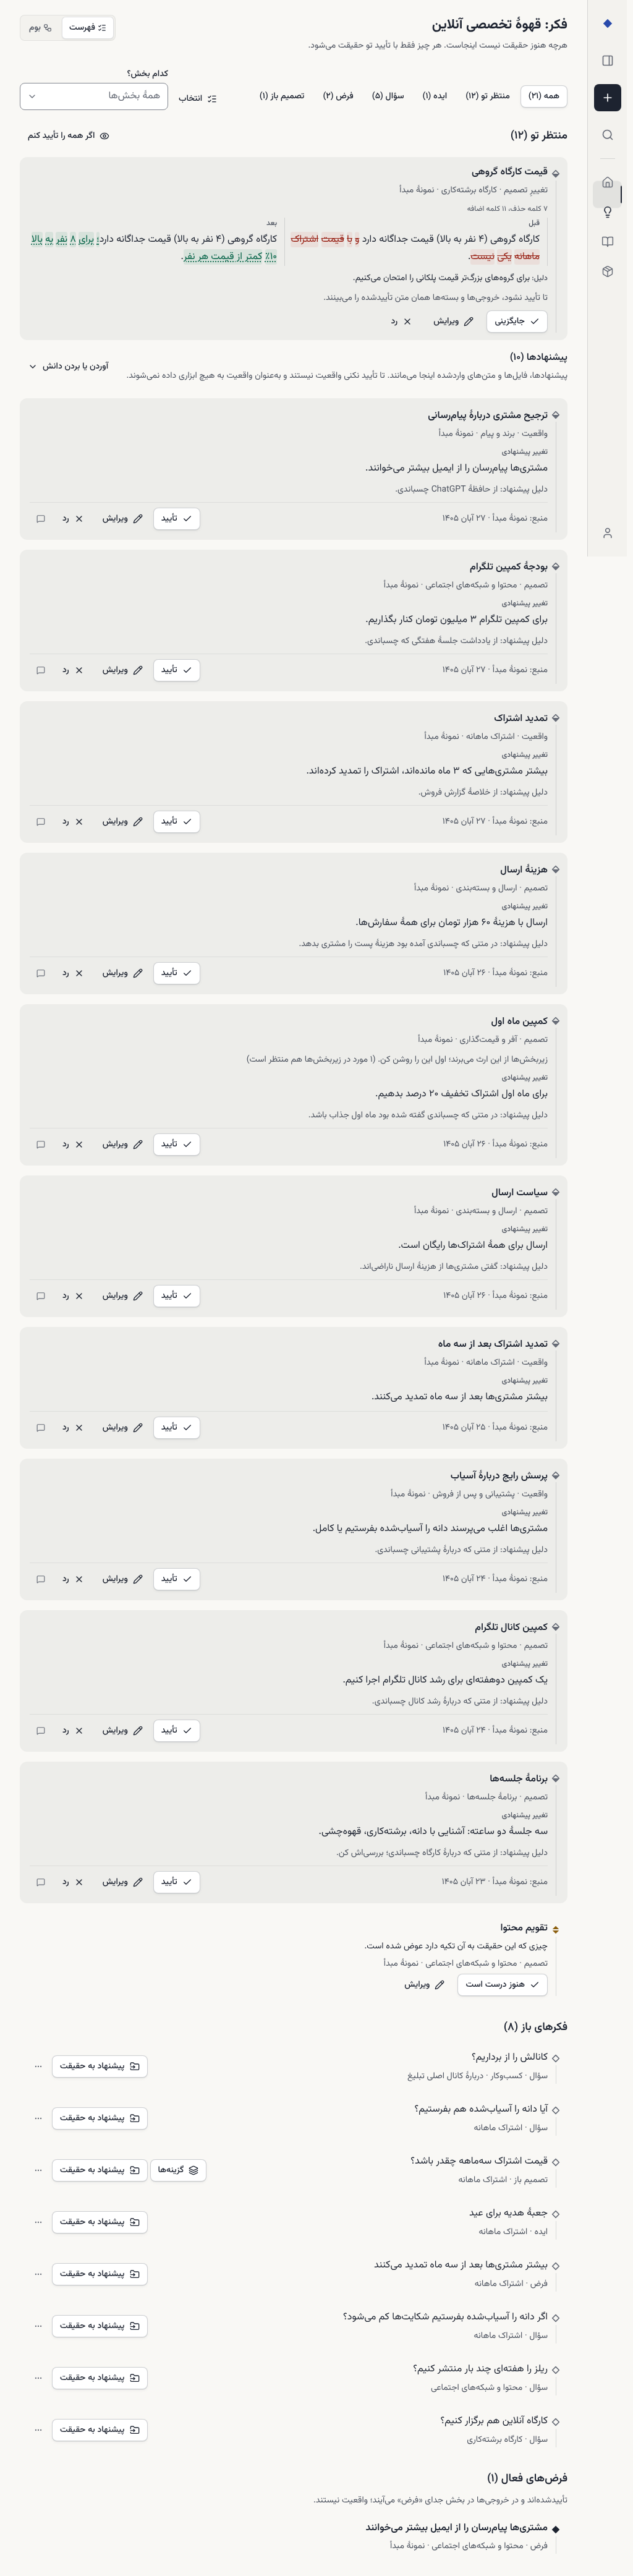 فکر: قهوهٔ تخصصی آنلاین
هرچه هنوز حقیقت نیست اینجاست. هر چیز فقط با تأیید تو حقیقت می‌شود.
فهرست
بوم
همه (۲۱)
منتظر تو (۱۲)
ایده (۱)
سؤال (۵)
فرض (۲)
تصمیم باز (۱)
انتخاب
کدام بخش؟
همهٔ بخش‌ها
منتظر تو (۱۲)
اگر همه را تأیید کنم
قیمت کارگاه گروهی
تغییرِ تصمیم · کارگاه برشته‌کاری · نمونهٔ مبدأ
۷ کلمه حذف، ۱۱ کلمه اضافه
قبل
کارگاه گروهی (۴ نفر به بالا) قیمت جداگانه دارد و با قیمت اشتراک ماهانه یکی نیست.
بعد
کارگاه گروهی (۴ نفر به بالا) قیمت جداگانه دارد؛ برای ۸ نفر به بالا ۱۰٪ کمتر از قیمت هر نفر.
دلیل: برای گروه‌های بزرگ‌تر قیمت پلکانی را امتحان می‌کنیم.
تا تأیید نشود، خروجی‌ها و بسته‌ها همان متن تأییدشده را می‌بینند.
جایگزینی
ویرایش
رد
پیشنهادها (۱۰)
آوردن یا بردن دانش
پیشنهادها، فایل‌ها و متن‌های واردشده اینجا می‌مانند. تا تأیید نکنی واقعیت نیستند و به‌عنوان واقعیت به هیچ ابزاری داده نمی‌شوند.
ترجیح مشتری دربارهٔ پیام‌رسانی
واقعیت · برند و پیام · نمونهٔ مبدأ
تغییر پیشنهادی
مشتری‌ها پیام‌رسان را از ایمیل بیشتر می‌خوانند.
دلیل پیشنهاد: از حافظهٔ ChatGPT چسباندی.
منبع: نمونهٔ مبدأ · ۲۷ آبان ۱۴۰۵
تأیید
ویرایش
رد
بودجهٔ کمپین تلگرام
تصمیم · محتوا و شبکه‌های اجتماعی · نمونهٔ مبدأ
تغییر پیشنهادی
برای کمپین تلگرام ۳ میلیون تومان کنار بگذاریم.
دلیل پیشنهاد: از یادداشت جلسهٔ هفتگی که چسباندی.
منبع: نمونهٔ مبدأ · ۲۷ آبان ۱۴۰۵
تأیید
ویرایش
رد
تمدید اشتراک
واقعیت · اشتراک ماهانه · نمونهٔ مبدأ
تغییر پیشنهادی
بیشتر مشتری‌هایی که ۳ ماه مانده‌اند، اشتراک را تمدید کرده‌اند.
دلیل پیشنهاد: از خلاصهٔ گزارش فروش.
منبع: نمونهٔ مبدأ · ۲۷ آبان ۱۴۰۵
تأیید
ویرایش
رد
هزینهٔ ارسال
تصمیم · ارسال و بسته‌بندی · نمونهٔ مبدأ
تغییر پیشنهادی
ارسال با هزینهٔ ۶۰ هزار تومان برای همهٔ سفارش‌ها.
دلیل پیشنهاد: در متنی که چسباندی آمده بود هزینهٔ پست را مشتری بدهد.
منبع: نمونهٔ مبدأ · ۲۶ آبان ۱۴۰۵
تأیید
ویرایش
رد
کمپین ماه اول
تصمیم · آفر و قیمت‌گذاری · نمونهٔ مبدأ
زیربخش‌ها از این ارث می‌برند؛ اول این را روشن کن. (۱ مورد در زیربخش‌ها هم منتظر است)
تغییر پیشنهادی
برای ماه اول اشتراک تخفیف ۲۰ درصد بدهیم.
دلیل پیشنهاد: در متنی که چسباندی گفته شده بود ماه اول جذاب باشد.
منبع: نمونهٔ مبدأ · ۲۶ آبان ۱۴۰۵
تأیید
ویرایش
رد
سیاست ارسال
تصمیم · ارسال و بسته‌بندی · نمونهٔ مبدأ
تغییر پیشنهادی
ارسال برای همهٔ اشتراک‌ها رایگان است.
دلیل پیشنهاد: گفتی مشتری‌ها از هزینهٔ ارسال ناراضی‌اند.
منبع: نمونهٔ مبدأ · ۲۶ آبان ۱۴۰۵
تأیید
ویرایش
رد
تمدید اشتراک بعد از سه ماه
واقعیت · اشتراک ماهانه · نمونهٔ مبدأ
تغییر پیشنهادی
بیشتر مشتری‌ها بعد از سه ماه تمدید می‌کنند.
منبع: نمونهٔ مبدأ · ۲۵ آبان ۱۴۰۵
تأیید
ویرایش
رد
پرسش رایج دربارهٔ آسیاب
واقعیت · پشتیبانی و پس از فروش · نمونهٔ مبدأ
تغییر پیشنهادی
مشتری‌ها اغلب می‌پرسند دانه را آسیاب‌شده بفرستیم یا کامل.
دلیل پیشنهاد: از متنی که دربارهٔ پشتیبانی چسباندی.
منبع: نمونهٔ مبدأ · ۲۴ آبان ۱۴۰۵
تأیید
ویرایش
رد
کمپین کانال تلگرام
تصمیم · محتوا و شبکه‌های اجتماعی · نمونهٔ مبدأ
تغییر پیشنهادی
یک کمپین دوهفته‌ای برای رشد کانال تلگرام اجرا کنیم.
دلیل پیشنهاد: از متنی که دربارهٔ رشد کانال چسباندی.
منبع: نمونهٔ مبدأ · ۲۴ آبان ۱۴۰۵
تأیید
ویرایش
رد
برنامهٔ جلسه‌ها
تصمیم · برنامهٔ جلسه‌ها · نمونهٔ مبدأ
تغییر پیشنهادی
سه جلسهٔ دو ساعته: آشنایی با دانه، برشته‌کاری، قهوه‌چشی.
دلیل پیشنهاد: از متنی که دربارهٔ کارگاه چسباندی؛ بررسی‌اش کن.
منبع: نمونهٔ مبدأ · ۲۳ آبان ۱۴۰۵
تأیید
ویرایش
رد
تقویم محتوا
چیزی که این حقیقت به آن تکیه دارد عوض شده است.
تصمیم · محتوا و شبکه‌های اجتماعی · نمونهٔ مبدأ
هنوز درست است
ویرایش
فکرهای باز (۸)
کانالش را از برداریم؟
سؤال · کسب‌وکار · دربارهٔ کانال اصلی تبلیغ
پیشنهاد به حقیقت
آیا دانه را آسیاب‌شده هم بفرستیم؟
سؤال · اشتراک ماهانه
پیشنهاد به حقیقت
قیمت اشتراک سه‌ماهه چقدر باشد؟
تصمیم باز · اشتراک ماهانه
گزینه‌ها
پیشنهاد به حقیقت
جعبهٔ هدیه برای عید
ایده · اشتراک ماهانه
پیشنهاد به حقیقت
بیشتر مشتری‌ها بعد از سه ماه تمدید می‌کنند
فرض · اشتراک ماهانه
پیشنهاد به حقیقت
اگر دانه را آسیاب‌شده بفرستیم شکایت‌ها کم می‌شود؟
سؤال · اشتراک ماهانه
پیشنهاد به حقیقت
ریلز را هفته‌ای چند بار منتشر کنیم؟
سؤال · محتوا و شبکه‌های اجتماعی
پیشنهاد به حقیقت
کارگاه آنلاین هم برگزار کنیم؟
سؤال · کارگاه برشته‌کاری
پیشنهاد به حقیقت
فرض‌های فعال (۱)
تأییدشده‌اند و در خروجی‌ها در بخش جدای «فرض» می‌آیند؛ واقعیت نیستند.
مشتری‌ها پیام‌رسان را از ایمیل بیشتر می‌خوانند
فرض · محتوا و شبکه‌های اجتماعی · نمونهٔ مبدأ